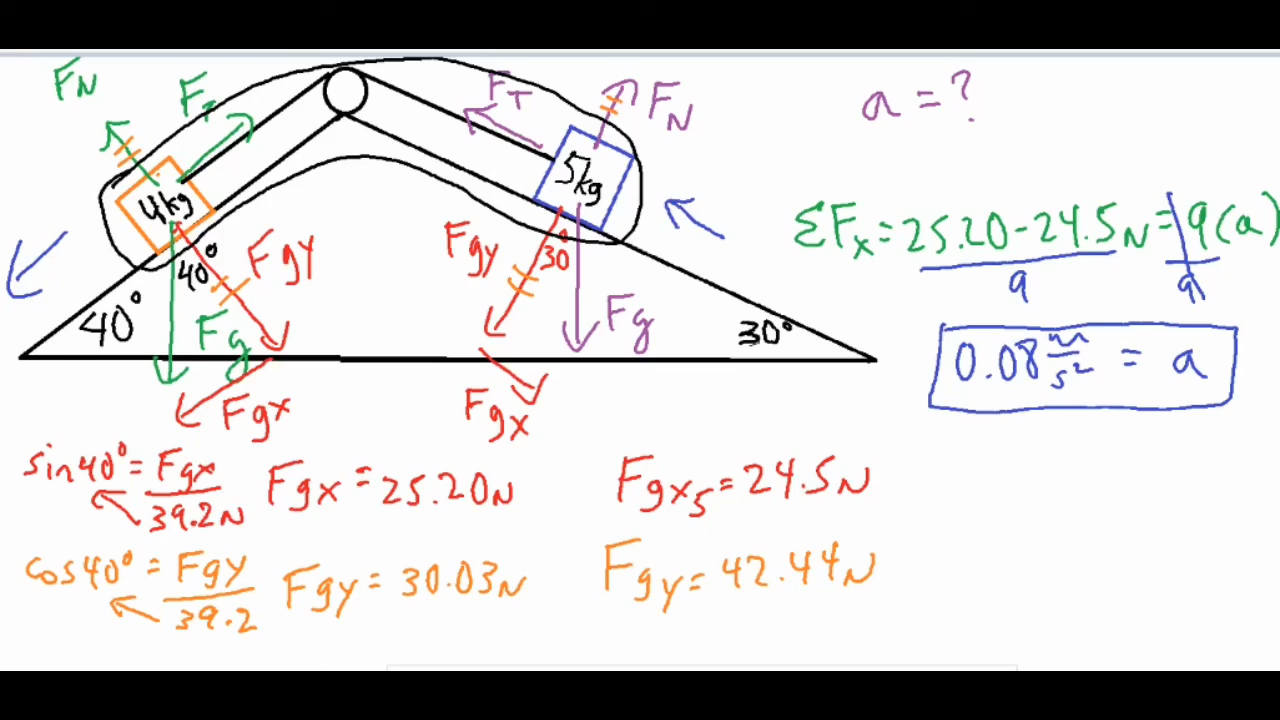 FN
FT
FT
FN
a = ?
4kg
5kg
ΣFx = 25.20 - 24.5N = 9(a)
9
9
40°
Fgy
Fgy
30°
40°
Fg
Fg
30°
0.08 m/s² = a
Fgx
Fgx
sin40° = Fgx/39.2N
Fgx = 25.20N
Fgx5 = 24.5N
cos40° = Fgy/39.2
Fgy = 30.03N
Fgy = 42.44N